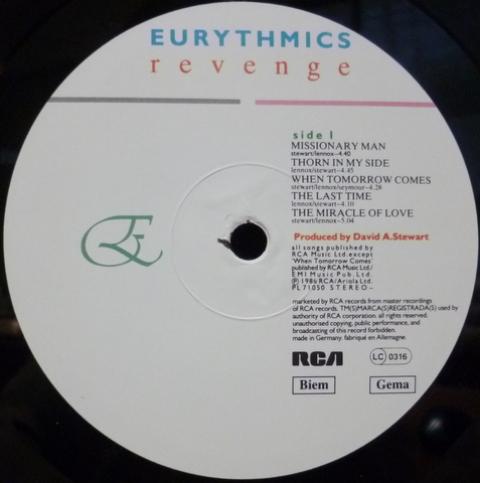 EURYTHMICS
revenge
side 1
MISSIONARY MAN
stewart/lennox–4.40
THORN IN MY SIDE
lennox/stewart–4.45
WHEN TOMORROW COMES
stewart/lennox/seymour–4.28
THE LAST TIME
lennox/stewart–4.10
THE MIRACLE OF LOVE
lennox/stewart–5.04
Produced by David A.Stewart
all songs published by
RCA Music Ltd:except
'When Tomorrow Comes'
published by RCA Music Ltd./
EMI Music Pub. Ltd.
℗ 1986 RCA/Ariola Ltd.
PL 71050 STEREO –
marketed by RCA records from master recordings
of RCA records. TM(S)MARCA(S)REGISTRADA(S) used by
authority of RCA corporation. all rights reserved.
unauthorised copying, public performance, and
broadcasting of this record forbidden.
made in Germany. fabriqué en Allemagne.
RCA
LC 0316
Biem
Gema